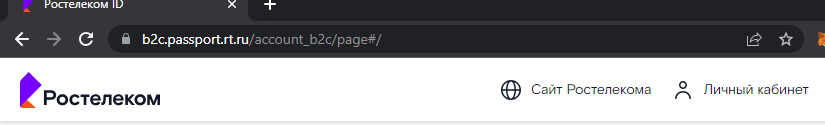 Ростелеком ID
b2c.passport.rt.ru/account_b2c/page#/
Ростелеком
Сайт Ростелекома
Личный кабинет